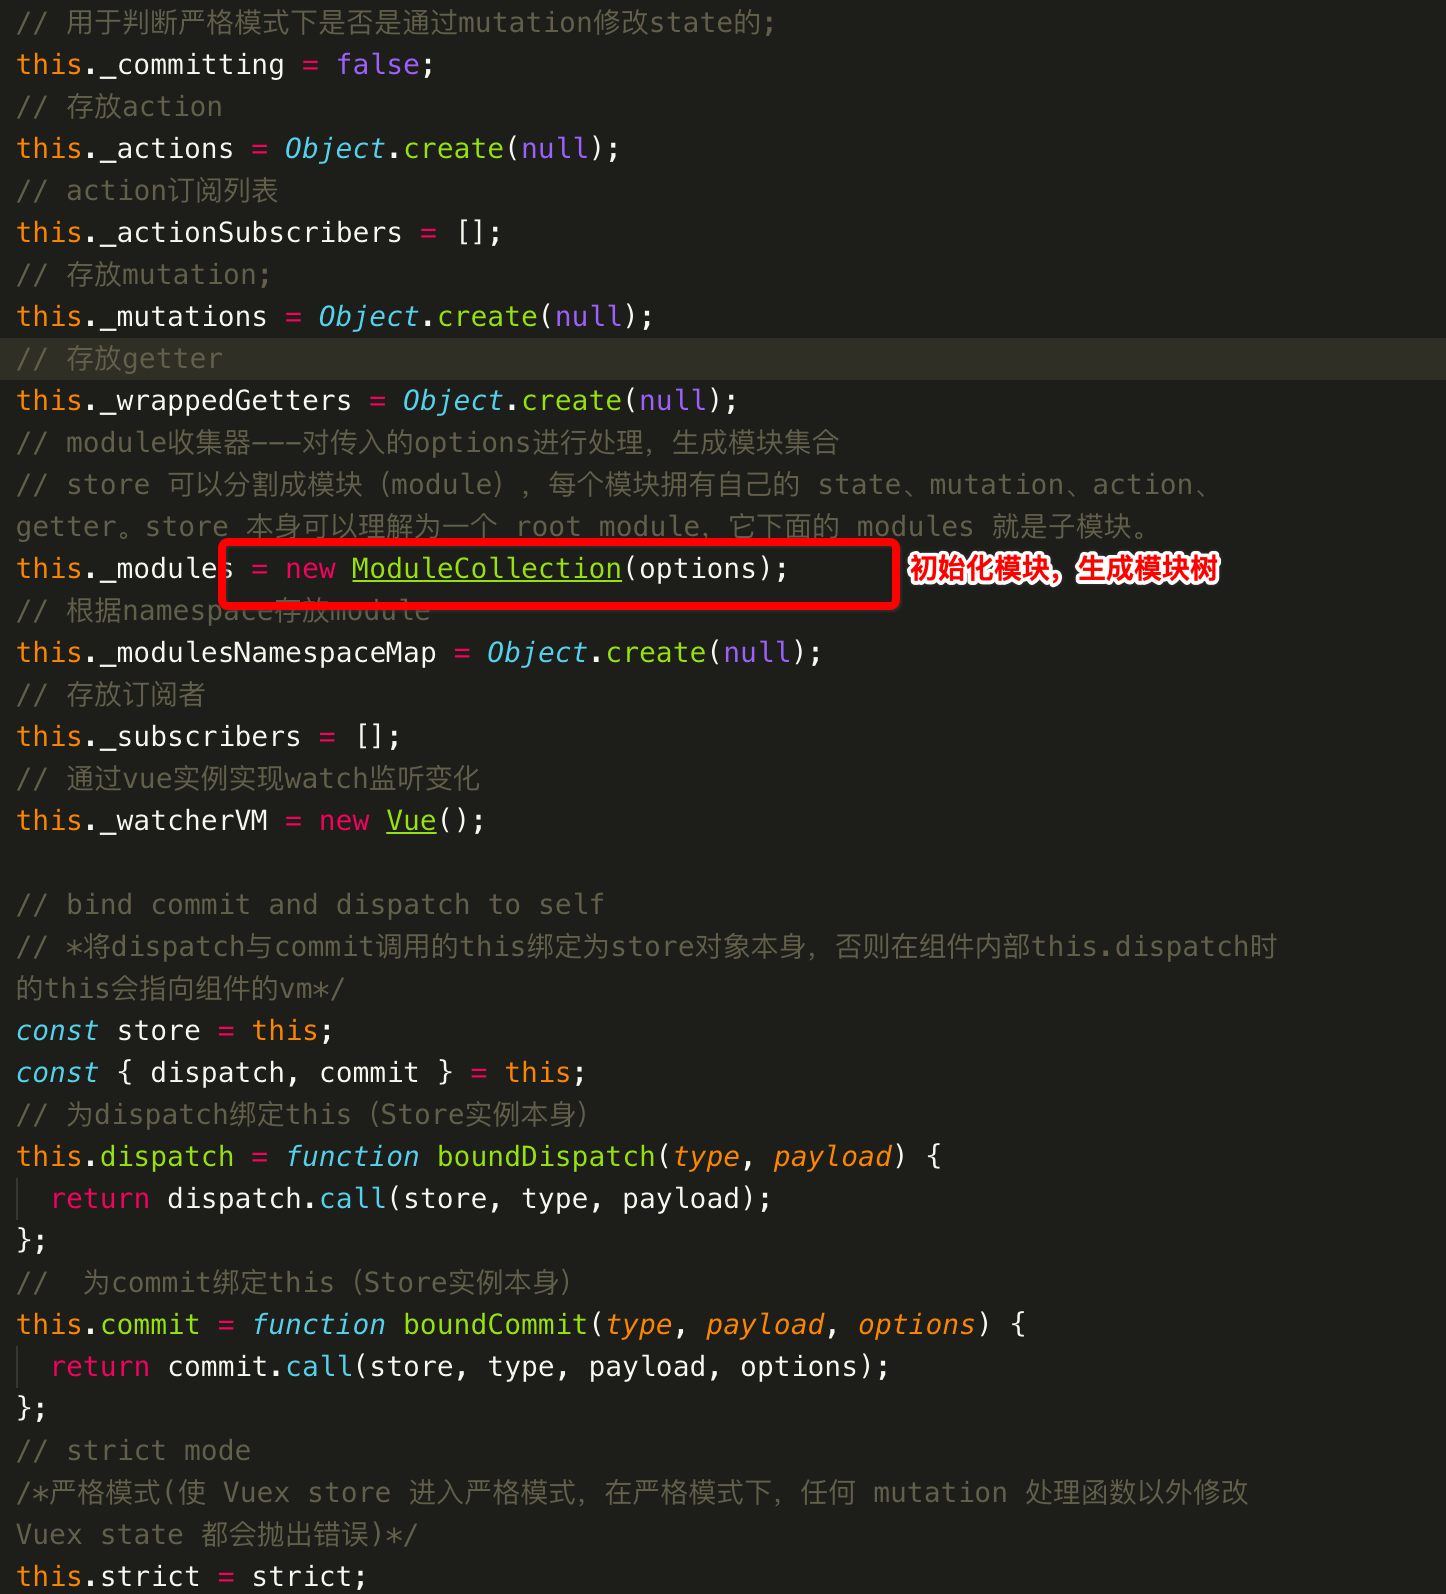 // 用于判断严格模式下是否是通过mutation修改state的;
this._committing = false;
// 存放action
this._actions = Object.create(null);
// action订阅列表
this._actionSubscribers = [];
// 存放mutation;
this._mutations = Object.create(null);
// 存放getter
this._wrappedGetters = Object.create(null);
// module收集器---对传入的options进行处理，生成模块集合
// store 可以分割成模块（module），每个模块拥有自己的 state、mutation、action、
getter。store 本身可以理解为一个 root module，它下面的 modules 就是子模块。
this._modules = new ModuleCollection(options); 初始化模块，生成模块树
// 根据namespace存放module
this._modulesNamespaceMap = Object.create(null);
// 存放订阅者
this._subscribers = [];
// 通过vue实例实现watch监听变化
this._watcherVM = new Vue();
// bind commit and dispatch to self
// *将dispatch与commit调用的this绑定为store对象本身，否则在组件内部this.dispatch时
的this会指向组件的vm*/
const store = this;
const { dispatch, commit } = this;
// 为dispatch绑定this（Store实例本身）
this.dispatch = function boundDispatch(type, payload) {
return dispatch.call(store, type, payload);
};
//  为commit绑定this（Store实例本身）
this.commit = function boundCommit(type, payload, options) {
return commit.call(store, type, payload, options);
};
// strict mode
/*严格模式(使 Vuex store 进入严格模式，在严格模式下，任何 mutation 处理函数以外修改
Vuex state 都会抛出错误)*/
this.strict = strict;